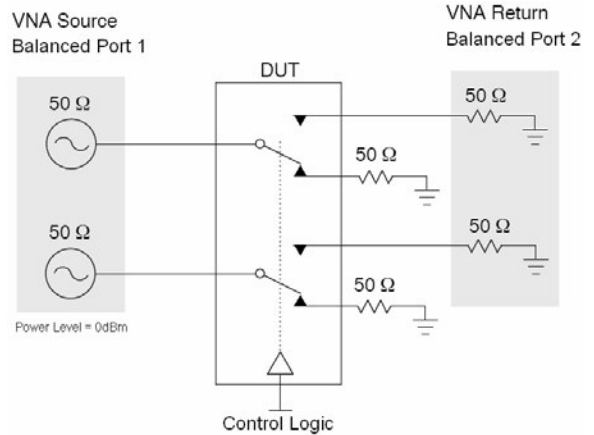 VNA Source
Balanced Port 1
VNA Return
Balanced Port 2
DUT
50 Ω
50 Ω
50 Ω
50 Ω
50 Ω
50 Ω
Power Level = 0dBm
Control Logic